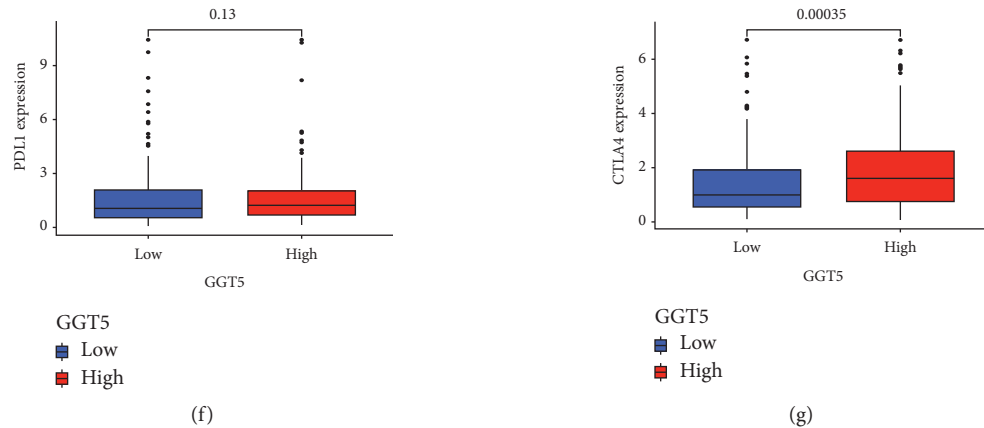 0.13
PDL1 expression
9
6
3
0
Low
High
GGT5
GGT5
Low
High
(f)
0.00035
CTLA4 expression
6
4
2
0
Low
High
GGT5
GGT5
Low
High
(g)